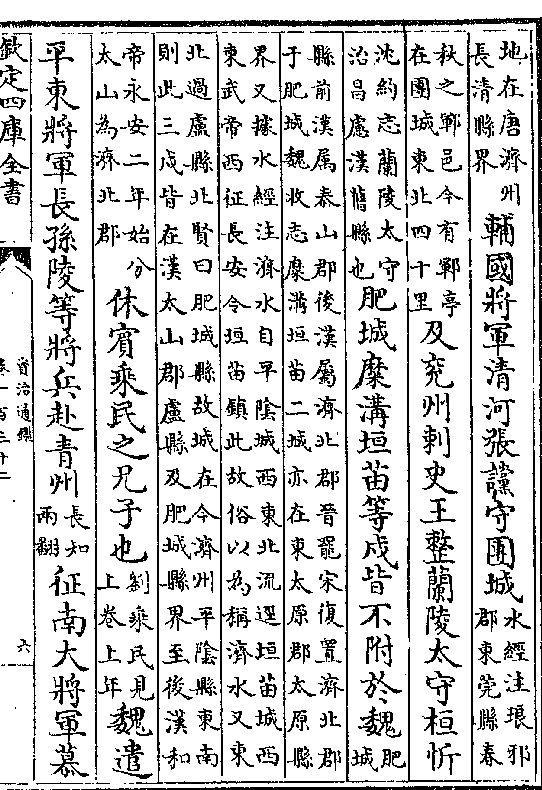 地在唐濟州
長清縣界
輔國將軍清河張讜守團城
水經注琅邪
郡東莞縣春
秋之鄆邑今有鄆亭
在團城東北四十里
及兗州刺史王整蘭陵太守桓忻
沈約志蘭陵太守
治昌慮漢舊縣也
肥城麋溝垣苗等戍皆不附於魏
肥
城
縣前漢属泰山郡後漢屬濟北郡晉罷宋復置濟北郡
于肥城魏收志麋溝垣苗二城亦在東太原郡太原縣
界又據水經注濟水自平陰城西東北流逕垣苗城西
東武帝西征長安令垣苗鎮此故俗以為稱濟水又東
北過盧縣北賢曰肥城縣故城在今濟州平陰縣東南
則此三戍皆在漢太山郡盧縣及肥城縣界至後漢和
帝永安二年始分
太山為濟北郡
休賓乘民之兄子也
劉乘民見
上卷上年
魏遣
平東將軍長孫陵等將兵赴青州
長知
兩翻
征南大將軍慕
欽定四庫全書
資治通鑑
卷一百三十二
六